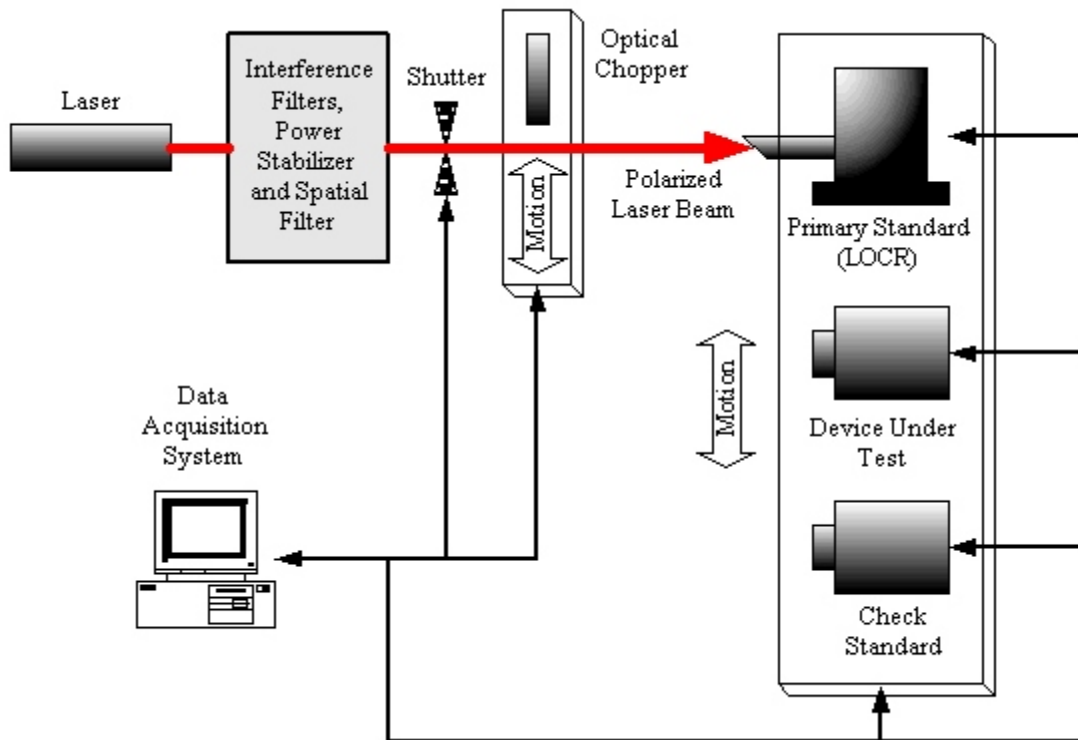 Laser
Interference
Filters,
Power
Stabilizer
and Spatial
Filter
Shutter
Optical
Chopper
Motion
Polarized
Laser Beam
Primary Standard
(LOCR)
Motion
Device Under
Test
Check
Standard
Data
Acquisition
System